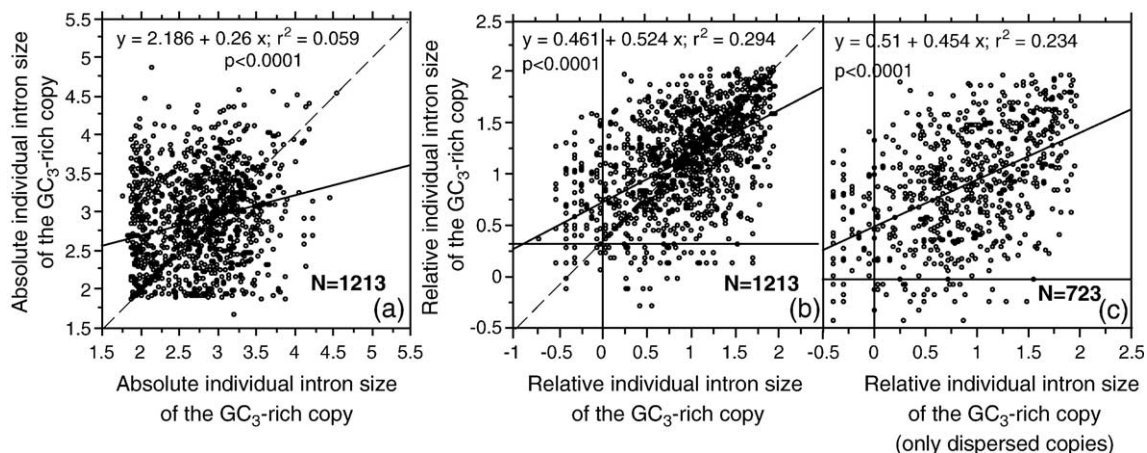 y = 2.186 + 0.26 x; r² = 0.059
p<0.0001
Absolute individual intron size
of the GC₃-rich copy
5.5
5
4.5
4
3.5
3
2.5
2
1.5
N=1213
(a)
1.5 2 2.5 3 3.5 4 4.5 5 5.5
Absolute individual intron size
of the GC₃-rich copy
y = 0.461 + 0.524 x; r² = 0.294
p<0.0001
Relative individual intron size
of the GC₃-rich copy
2.5
2
1.5
1
0.5
0
-0.5
N=1213
(b)
-1 -0.5 0 0.5 1 1.5 2
Relative individual intron size
of the GC₃-rich copy
y = 0.51 + 0.454 x; r² = 0.234
p<0.0001
N=723
(c)
-0.5 0 0.5 1 1.5 2 2.5
Relative individual intron size
of the GC₃-rich copy
(only dispersed copies)